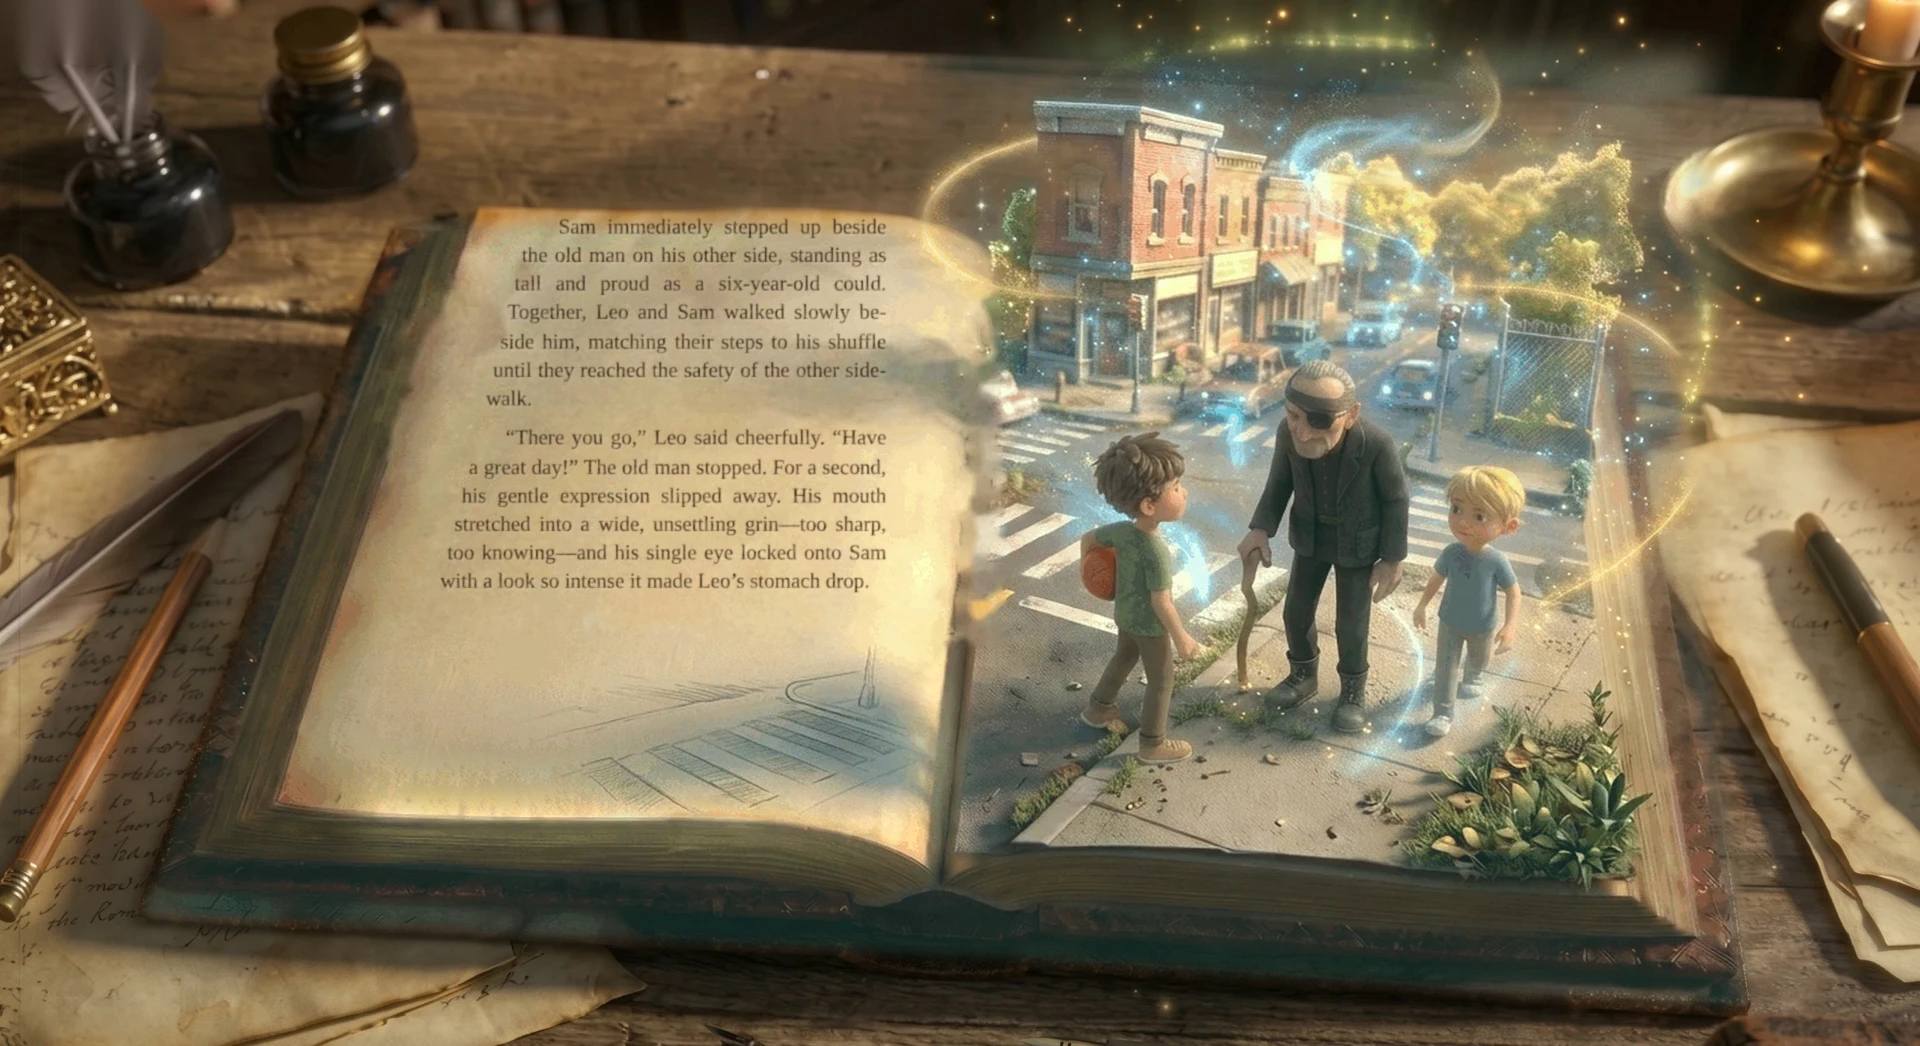 Sam immediately stepped up beside
the old man on his other side, standing as
tall and proud as a six-year-old could.
Together, Leo and Sam walked slowly be-
side him, matching their steps to his shuffle
until they reached the safety of the other side-
walk.
“There you go,” Leo said cheerfully. “Have
a great day!” The old man stopped. For a second,
his gentle expression slipped away. His mouth
stretched into a wide, unsettling grin—too sharp,
too knowing—and his single eye locked onto Sam
with a look so intense it made Leo’s stomach drop.